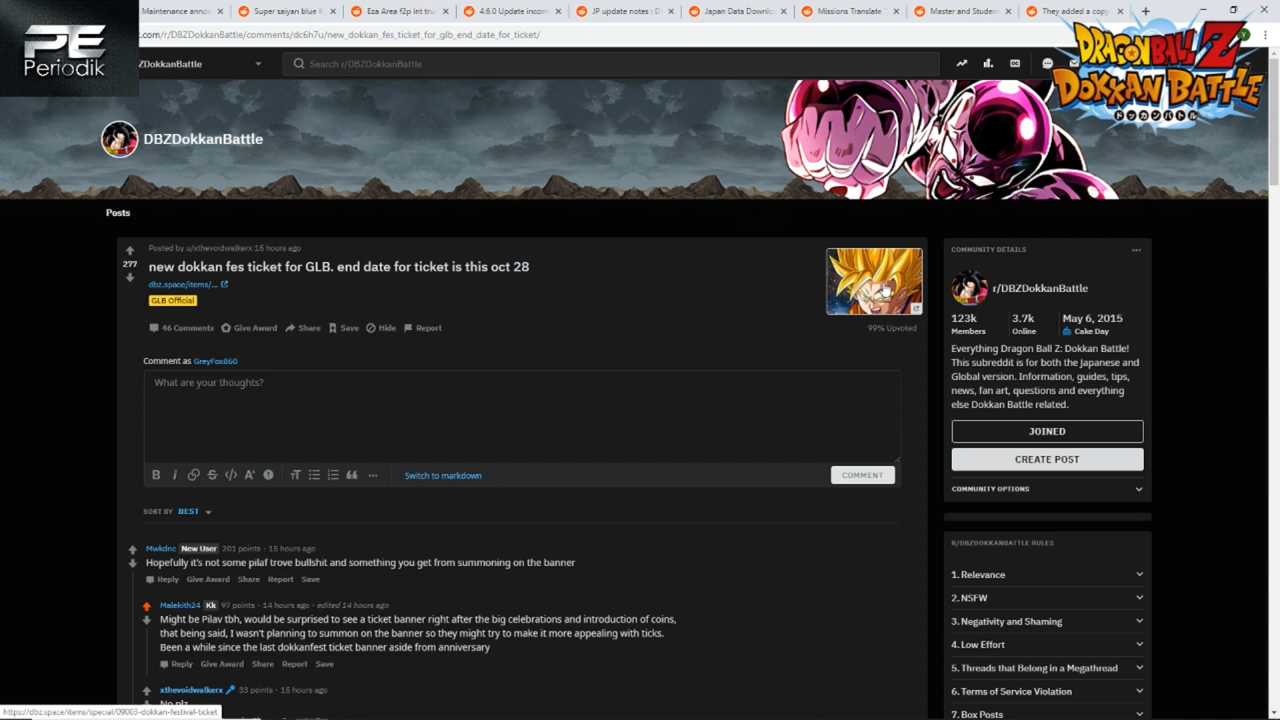 PE
Periodik
Maintenance annou
Super saiyan blue K
Eza Area f2p int tru
4.6.0 Update incom
JP update notes : D
Japan Data Downlo
Missions Translate
Master and Student
They added a copy
.com/r/DBZDokkanBattle/comments/dc6h7u/new_dokkan_fes_ticket_for_glb_end_date_for_ticket/
ZDokkanBattle
Search r/DBZDokkanBattle
DRAGON BALL Z
DOKKAN BATTLE
ドッカンバトル
DBZDokkanBattle
Posts
Posted by u/xthevoidwalkerx 15 hours ago
277
new dokkan fes ticket for GLB. end date for ticket is this oct 28
dbz.space/items/...
GLB Official
46 Comments Give Award Share Save Hide Report
99% Upvoted
Comment as GreyFox860
What are your thoughts?
Switch to markdown
COMMENT
SORT BY BEST
Mwkdnc New User 201 points · 15 hours ago
Hopefully it's not some pilaf trove bullshit and something you get from summoning on the banner
Reply Give Award Share Report Save
Malekith24 Kk 97 points · 14 hours ago · edited 14 hours ago
Might be Pilav tbh, would be surprised to see a ticket banner right after the big celebrations and introduction of coins,
that being said, I wasn't planning to summon on the banner so they might try to make it more appealing with ticks.
Been a while since the last dokkanfest ticket banner aside from anniversary
Reply Give Award Share Report Save
xthevoidwalkerx 33 points · 15 hours ago
No plz
https://dbz.space/items/special/09003-dokkan-festival-ticket
COMMUNITY DETAILS
r/DBZDokkanBattle
123k 3.7k May 6, 2015
Members Online Cake Day
Everything Dragon Ball Z: Dokkan Battle!
This subreddit is for both the Japanese and
Global version. Information, guides, tips,
news, fan art, questions and everything
else Dokkan Battle related.
JOINED
CREATE POST
COMMUNITY OPTIONS
R/DBZDOKKANBATTLE RULES
1. Relevance
2. NSFW
3. Negativity and Shaming
4. Low Effort
5. Threads that Belong in a Megathread
6. Terms of Service Violation
7. Box Posts